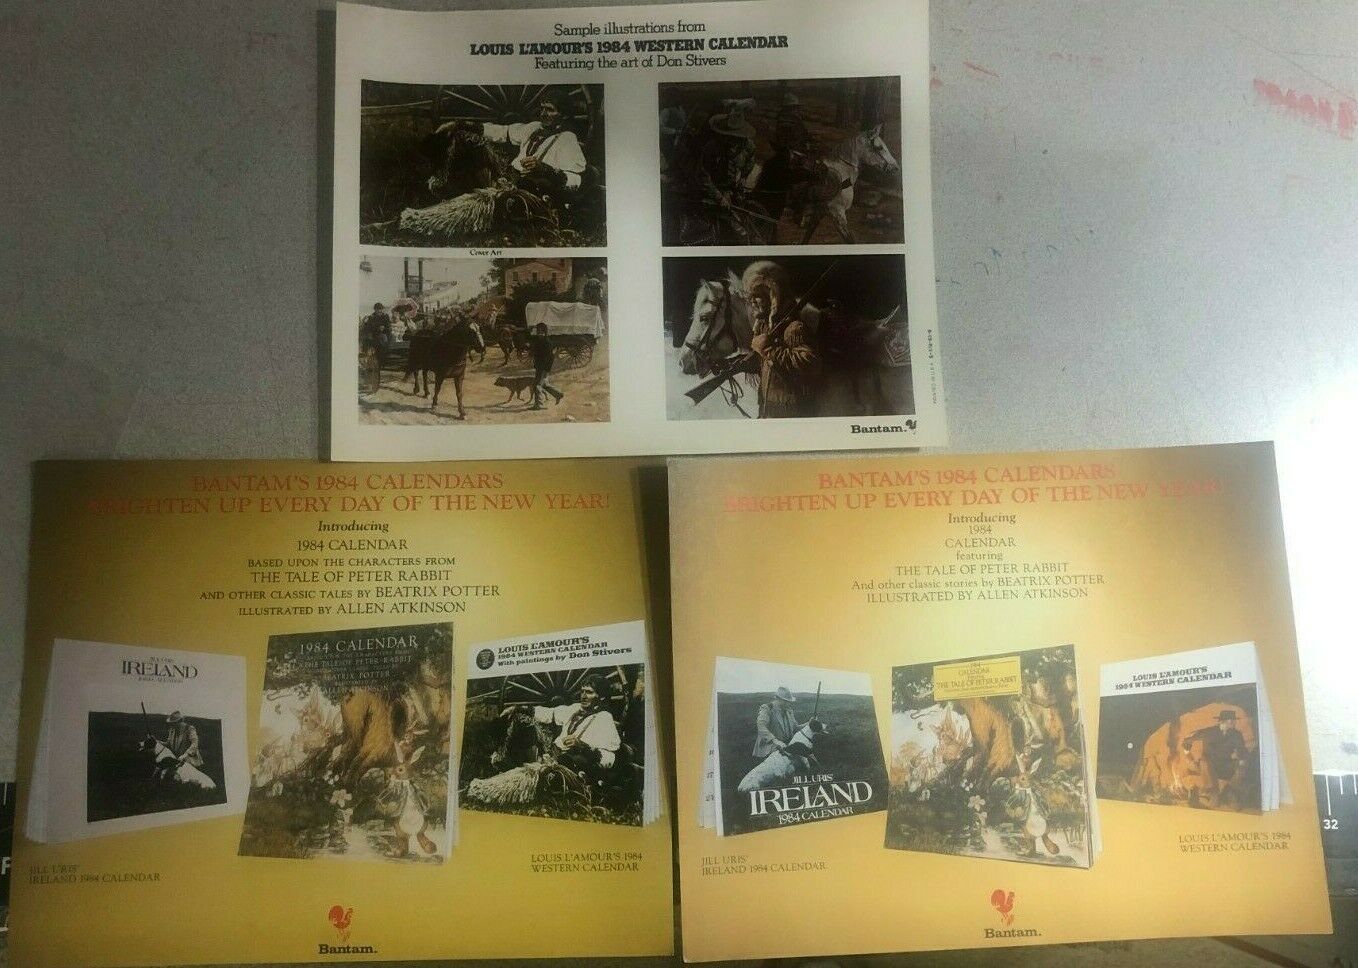 Sample illustrations from
LOUIS L'AMOUR'S 1984 WESTERN CALENDAR
Featuring the art of Don Stivers
Cover Art
PRINTED IN U.S.A.
Bantam.
BANTAM'S 1984 CALENDARS
BRIGHTEN UP EVERY DAY OF THE NEW YEAR!
Introducing
1984 CALENDAR
BASED UPON THE CHARACTERS FROM
THE TALE OF PETER RABBIT
AND OTHER CLASSIC TALES BY BEATRIX POTTER
ILLUSTRATED BY ALLEN ATKINSON
JILL URIS'
IRELAND
1984 CALENDAR
1984 CALENDAR
THE TALE OF PETER RABBIT
BEATRIX POTTER
LOUIS L'AMOUR'S
1984 WESTERN CALENDAR
With paintings by Don Stivers
JILL URIS'
IRELAND 1984 CALENDAR
LOUIS L'AMOUR'S 1984
WESTERN CALENDAR
Bantam.
BANTAM'S 1984 CALENDARS
BRIGHTEN UP EVERY DAY OF THE NEW YEAR!
Introducing
1984
CALENDAR
featuring
THE TALE OF PETER RABBIT
And other classic stories by BEATRIX POTTER
ILLUSTRATED BY ALLEN ATKINSON
JILL URIS'
IRELAND
1984 CALENDAR
1984
CALENDAR
THE TALE OF PETER RABBIT
LOUIS L'AMOUR'S
1984 WESTERN CALENDAR
JILL URIS'
IRELAND 1984 CALENDAR
LOUIS L'AMOUR'S 1984
WESTERN CALENDAR
Bantam.
32